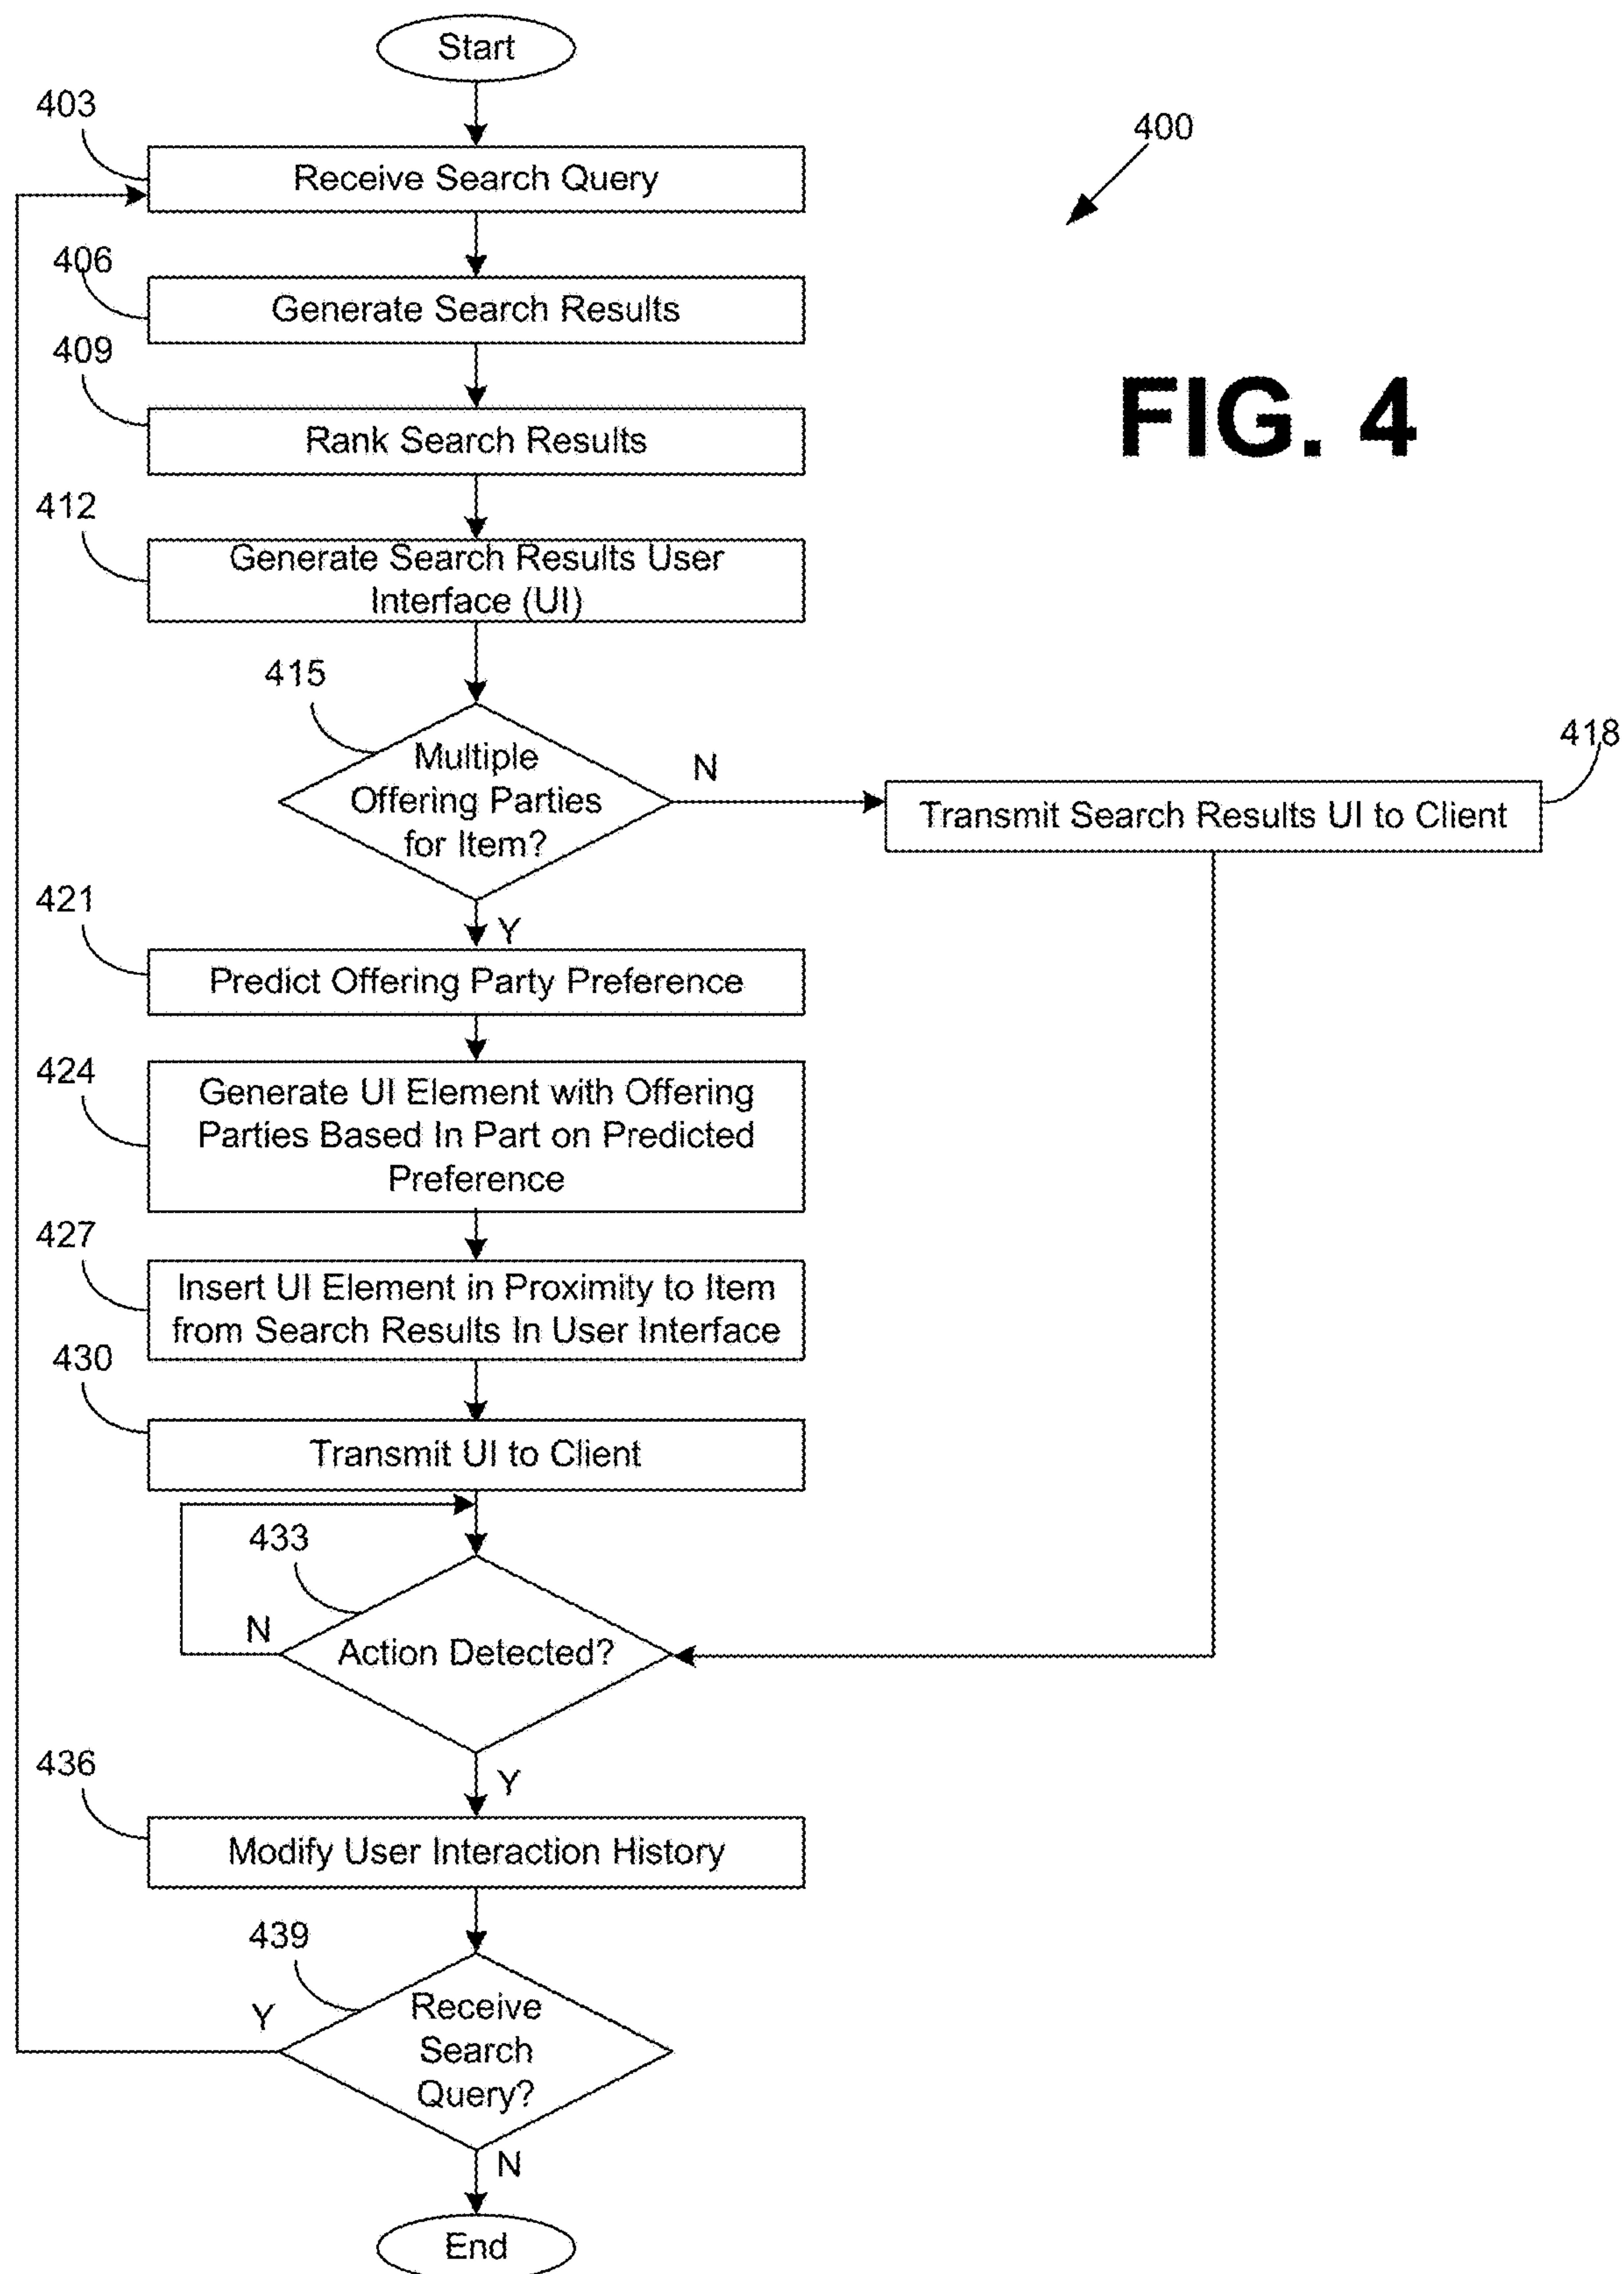 Start
403
400
Receive Search Query
406
Generate Search Results
409
FIG. 4
Rank Search Results
412
Generate Search Results User
Interface (UI)
415
Multiple
Offering Parties
for Item?
N
418
Transmit Search Results UI to Client
Y
421
Predict Offering Party Preference
424
Generate UI Element with Offering
Parties Based In Part on Predicted
Preference
427
Insert UI Element in Proximity to Item
from Search Results In User Interface
430
Transmit UI to Client
433
N
Action Detected?
Y
436
Modify User Interaction History
439
Y
Receive
Search
Query?
N
End